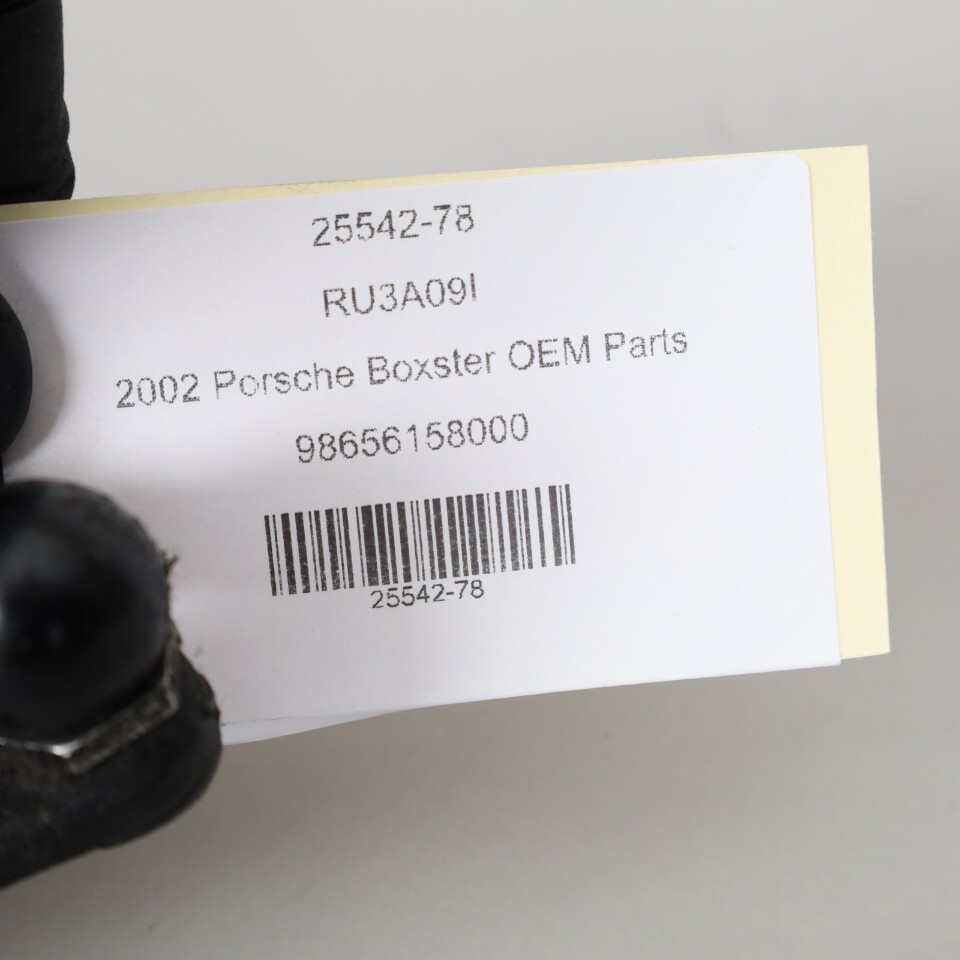 25542-78
RU3A09I
2002 Porsche Boxster OEM Parts
98656158000
25542-78